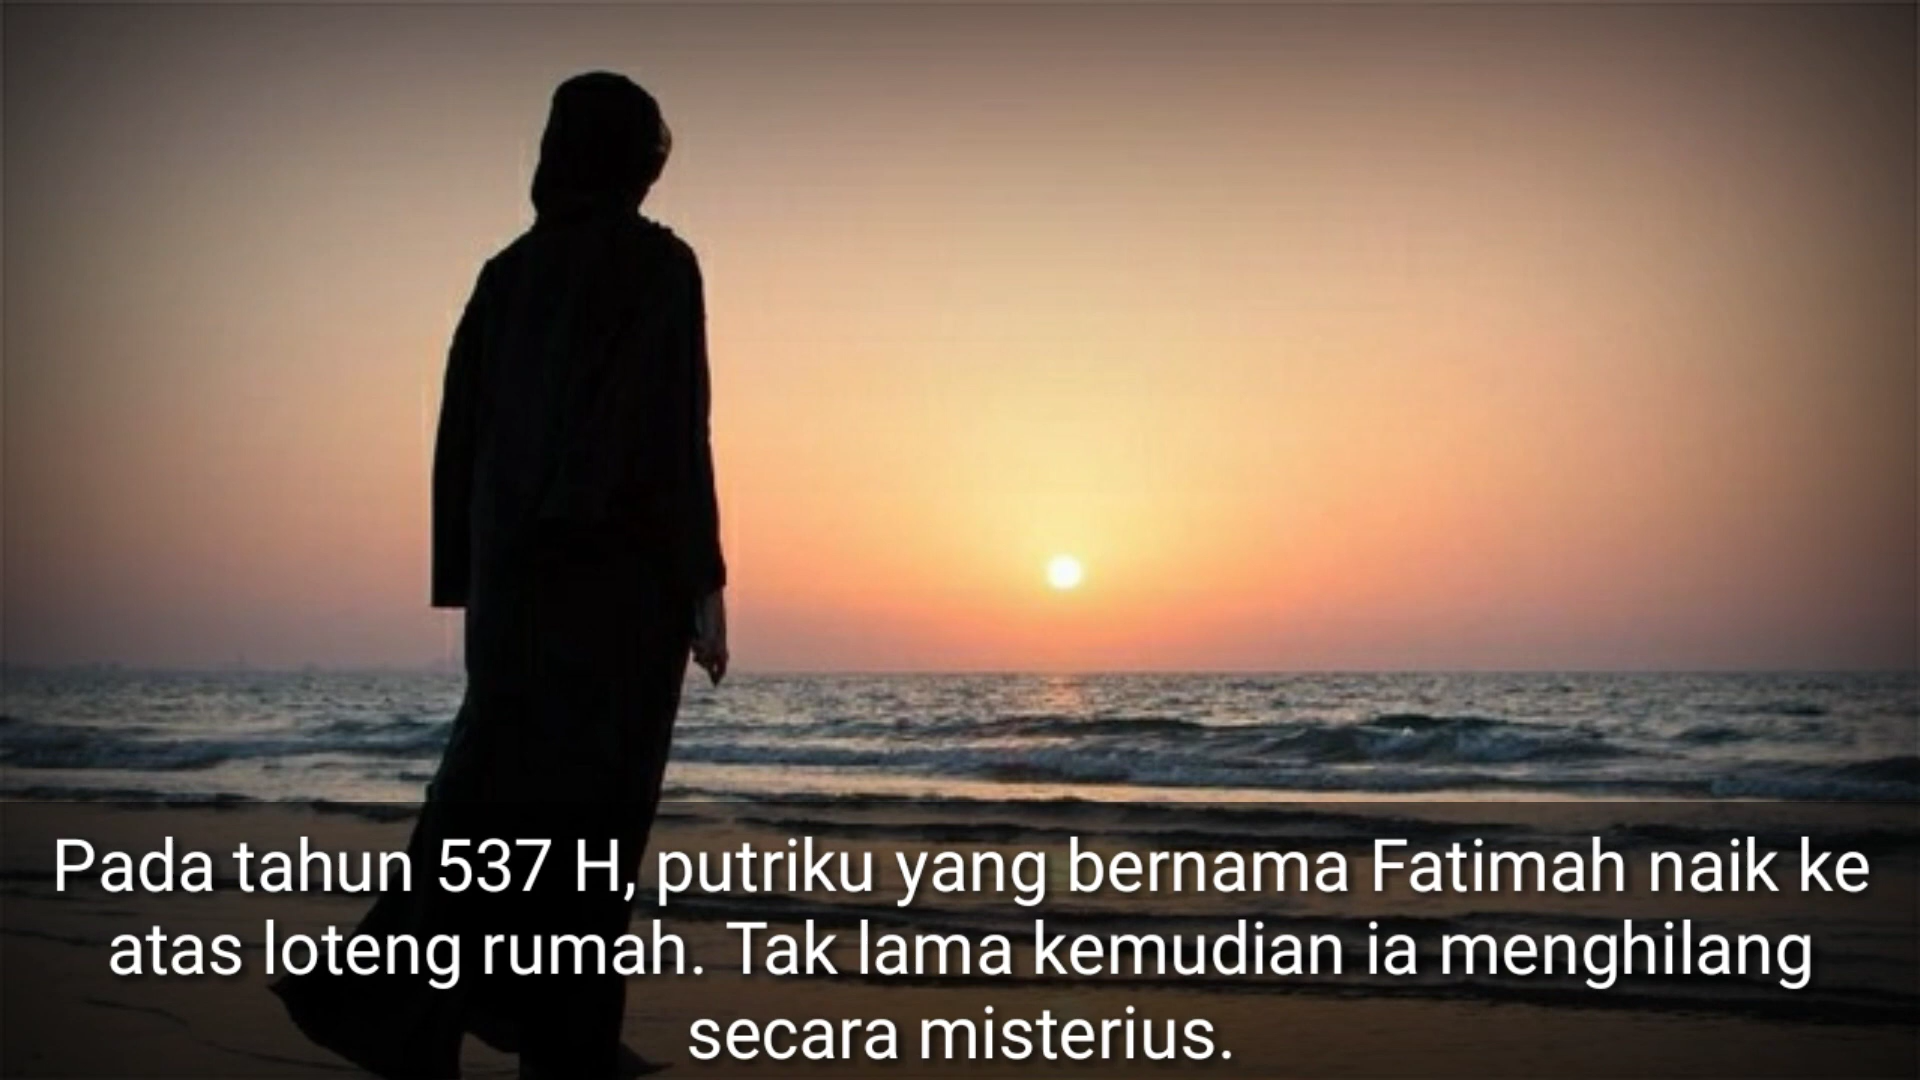 Pada tahun 537 H, putriku yang bernama Fatimah naik ke
atas loteng rumah. Tak lama kemudian ia menghilang
secara misterius.